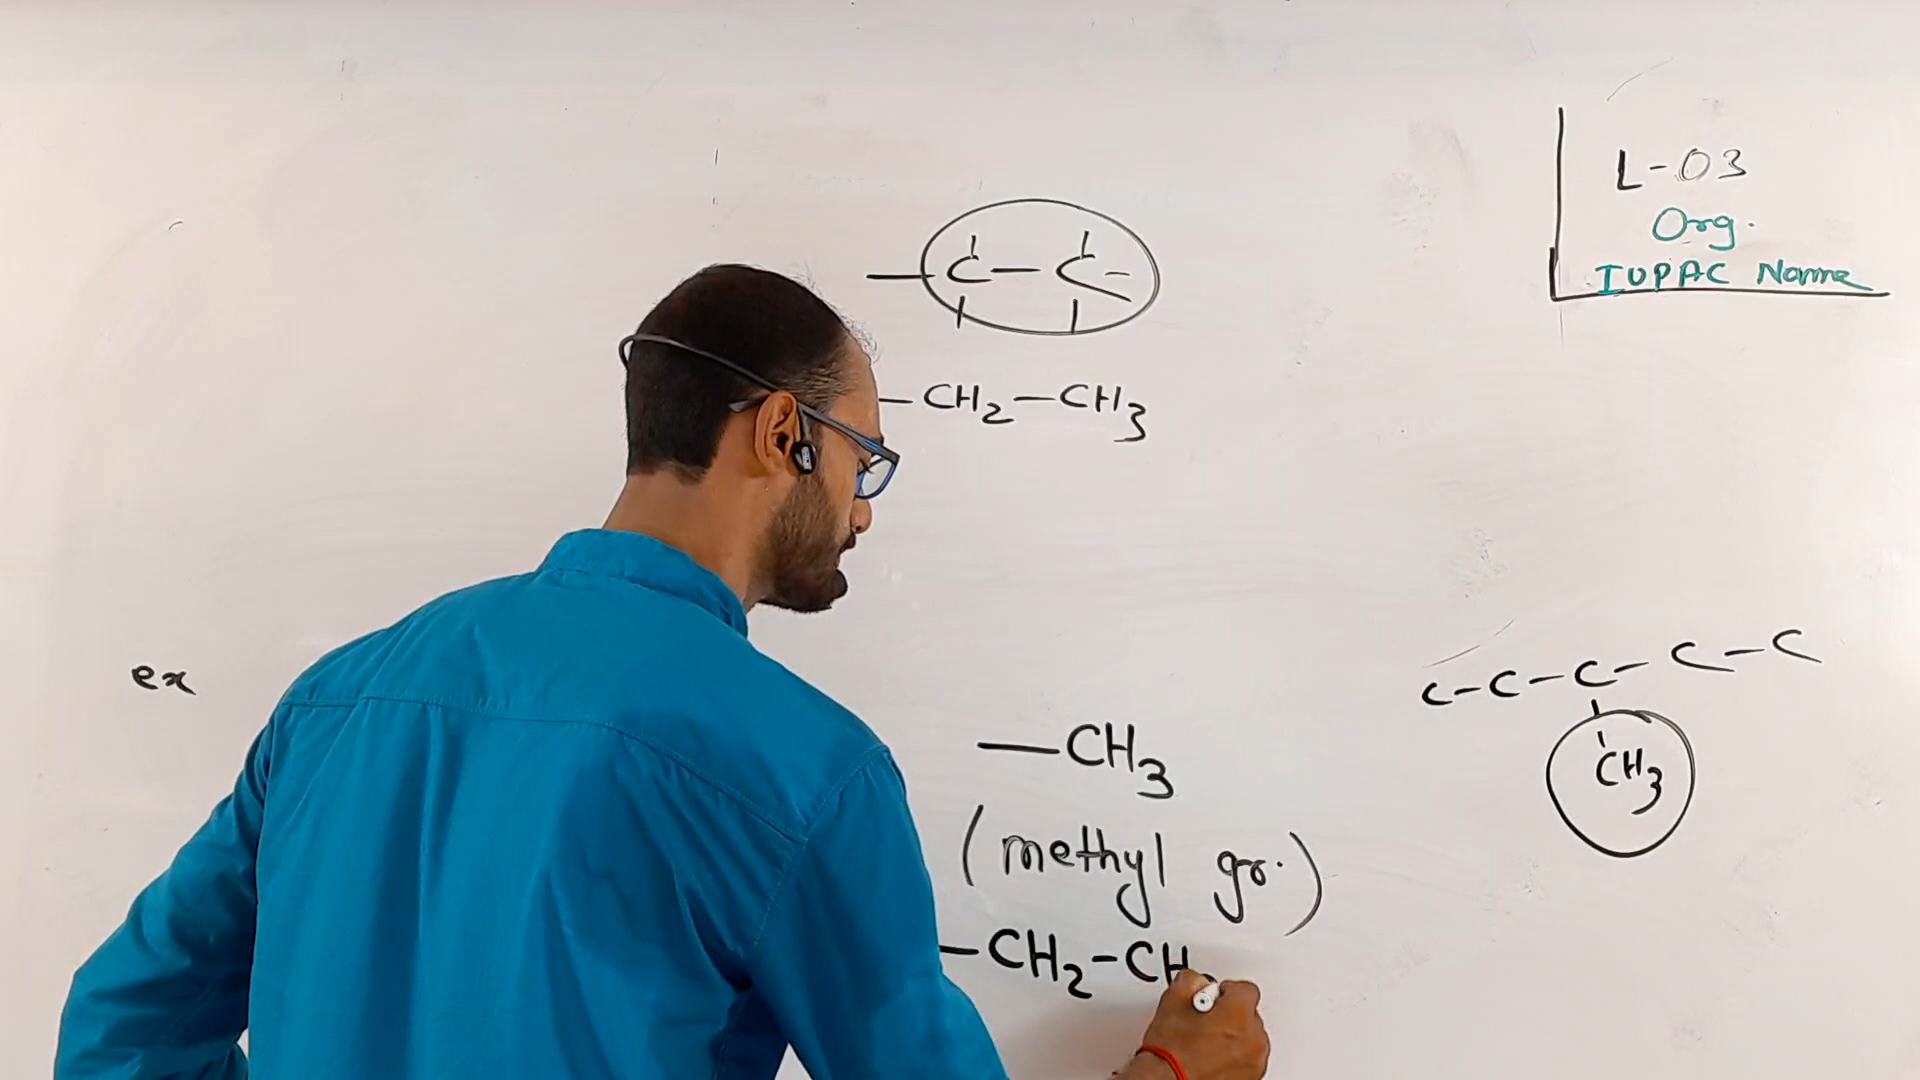 L-03
Org.
IUPAC Name
— C — C -
— CH2 — CH3
ex
C - C - C - C - C
CH3
— CH3
( methyl gr. )
— CH2 - CH